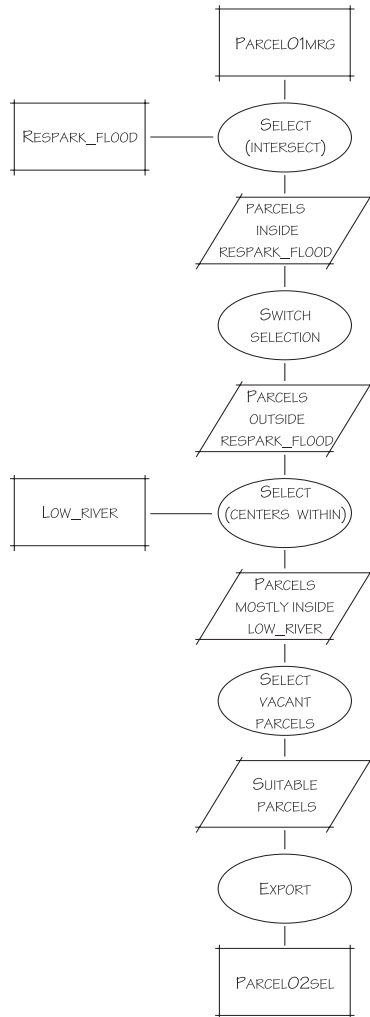 PARCEL01MRG
RESPARK_FLOOD
SELECT
(INTERSECT)
PARCELS
INSIDE
RESPARK_FLOOD
SWITCH
SELECTION
PARCELS
OUTSIDE
RESPARK_FLOOD
LOW_RIVER
SELECT
(CENTERS WITHIN)
PARCELS
MOSTLY INSIDE
LOW_RIVER
SELECT
VACANT
PARCELS
SUITABLE
PARCELS
EXPORT
PARCEL02SEL